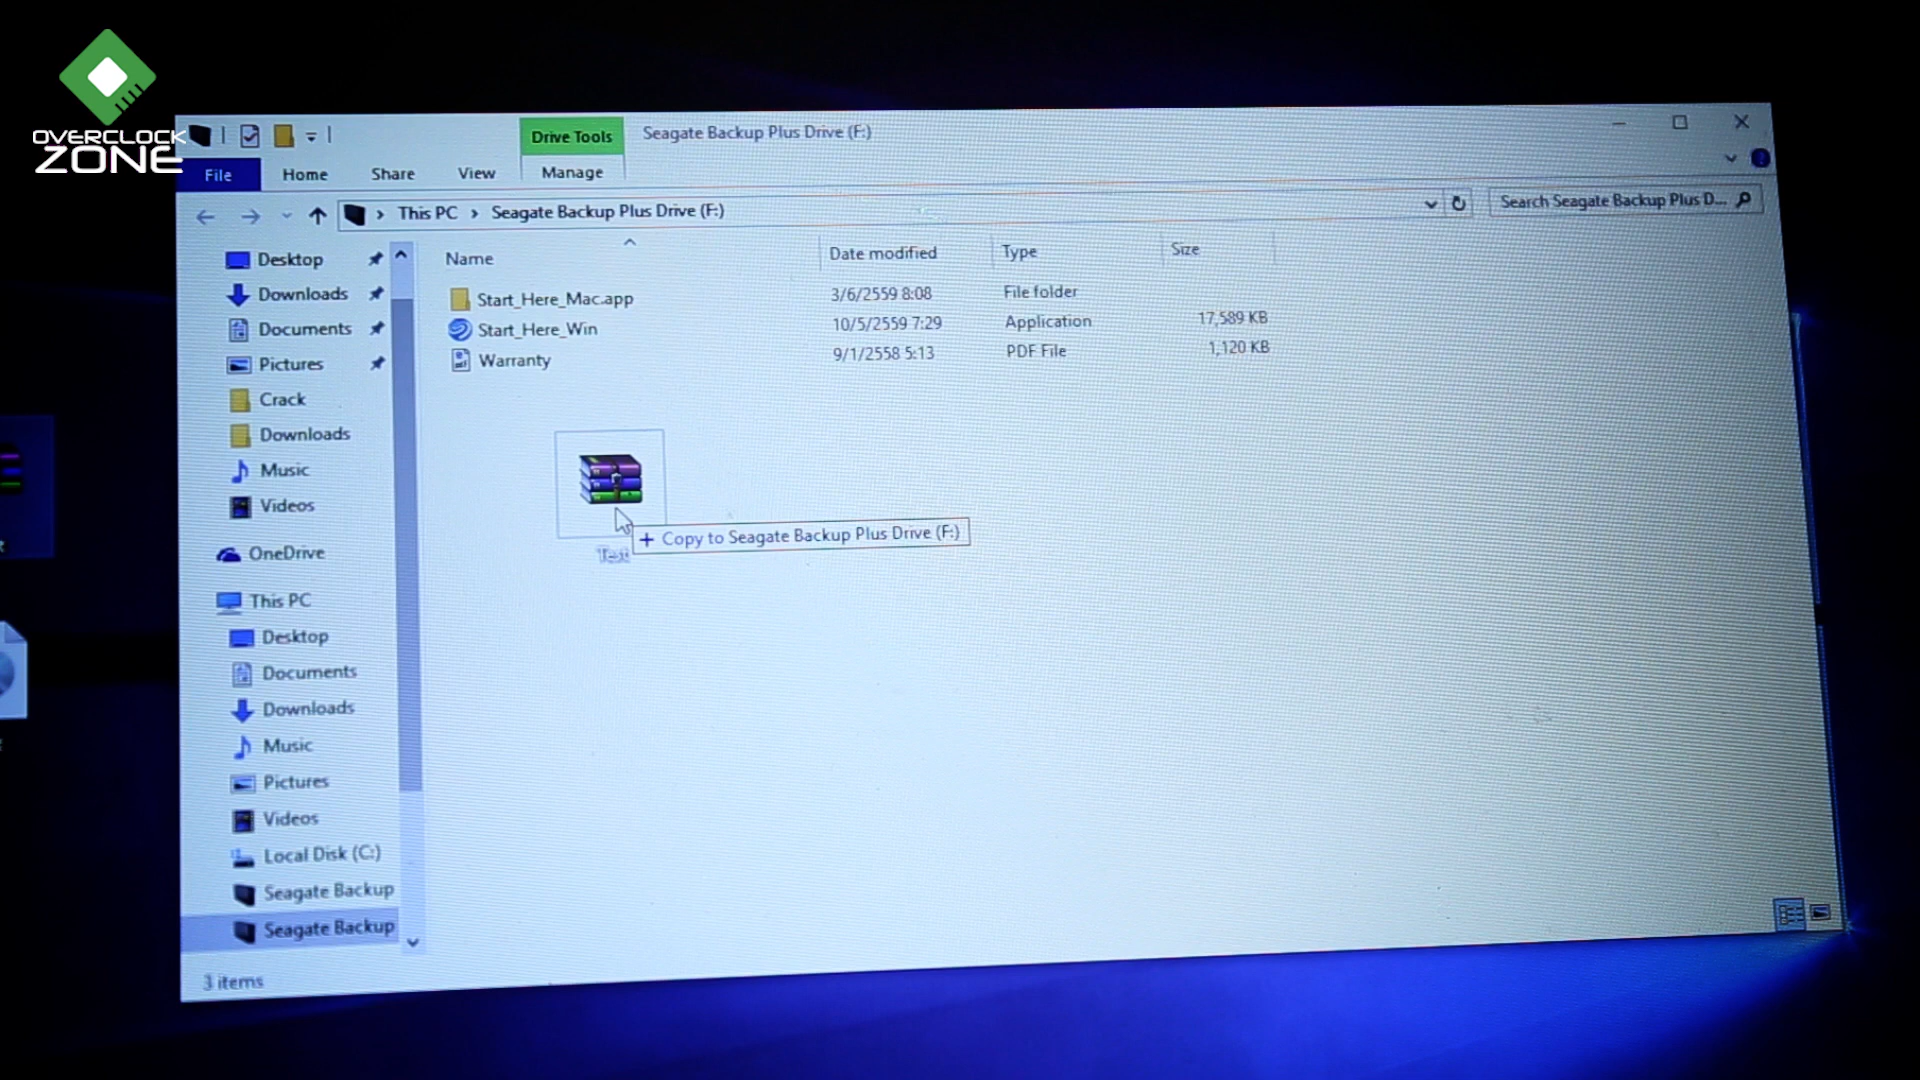 OVERCLOCK
ZONE
Drive Tools
Seagate Backup Plus Drive (F:)
File
Home
Share
View
Manage
This PC
Seagate Backup Plus Drive (F:)
Search Seagate Backup Plus D...
Name
Date modified
Type
Size
Start_Here_Mac.app
3/6/2559 8:08
File folder
Start_Here_Win
10/5/2559 7:29
Application
17,589 KB
Warranty
9/1/2558 5:13
PDF File
1,120 KB
Test
+ Copy to Seagate Backup Plus Drive (F:)
Desktop
Downloads
Documents
Pictures
Crack
Downloads
Music
Videos
OneDrive
This PC
Desktop
Documents
Downloads
Music
Pictures
Videos
Local Disk (C:)
Seagate Backup
Seagate Backup
3 items